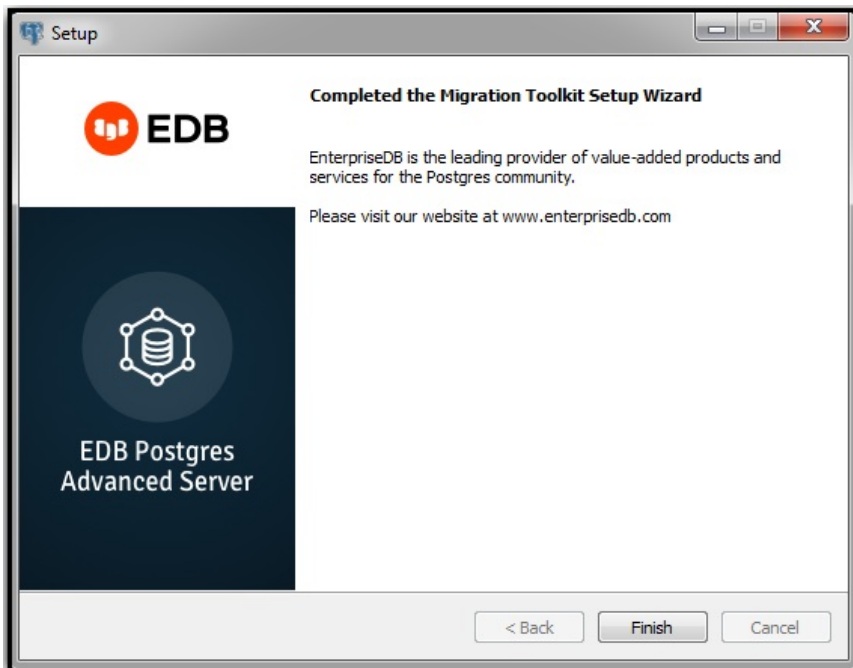 Setup
EDB
Completed the Migration Toolkit Setup Wizard
EnterpriseDB is the leading provider of value-added products and
services for the Postgres community.
Please visit our website at www.enterprisedb.com
EDB Postgres
Advanced Server
< Back
Finish
Cancel